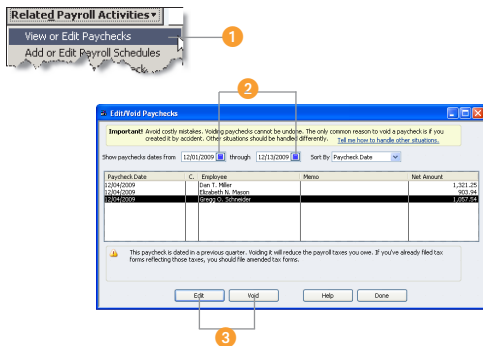 Related Payroll Activities
View or Edit Paychecks
1
Add or Edit Payroll Schedules
2
Edit/Void Paychecks
Important! Avoid costly mistakes. Voiding paychecks cannot be undone. The only common reason to void a paycheck is if you
created it by accident. Other situations should be handled differently. Tell me how to handle other situations.
Show paychecks dates from 12/01/2009 through 12/13/2009 Sort By Paycheck Date
Paycheck Date C. Employee Memo Net Amount
12/04/2009 Dan T. Miller 1,321.25
12/04/2009 Elizabeth N. Mason 903.94
12/04/2009 Gregg O. Schneider 1,057.54
This paycheck is dated in a previous quarter. Voiding it will reduce the payroll taxes you owe. If you've already filed tax
forms reflecting those taxes, you should file amended tax forms.
Edit Void Help Done
3